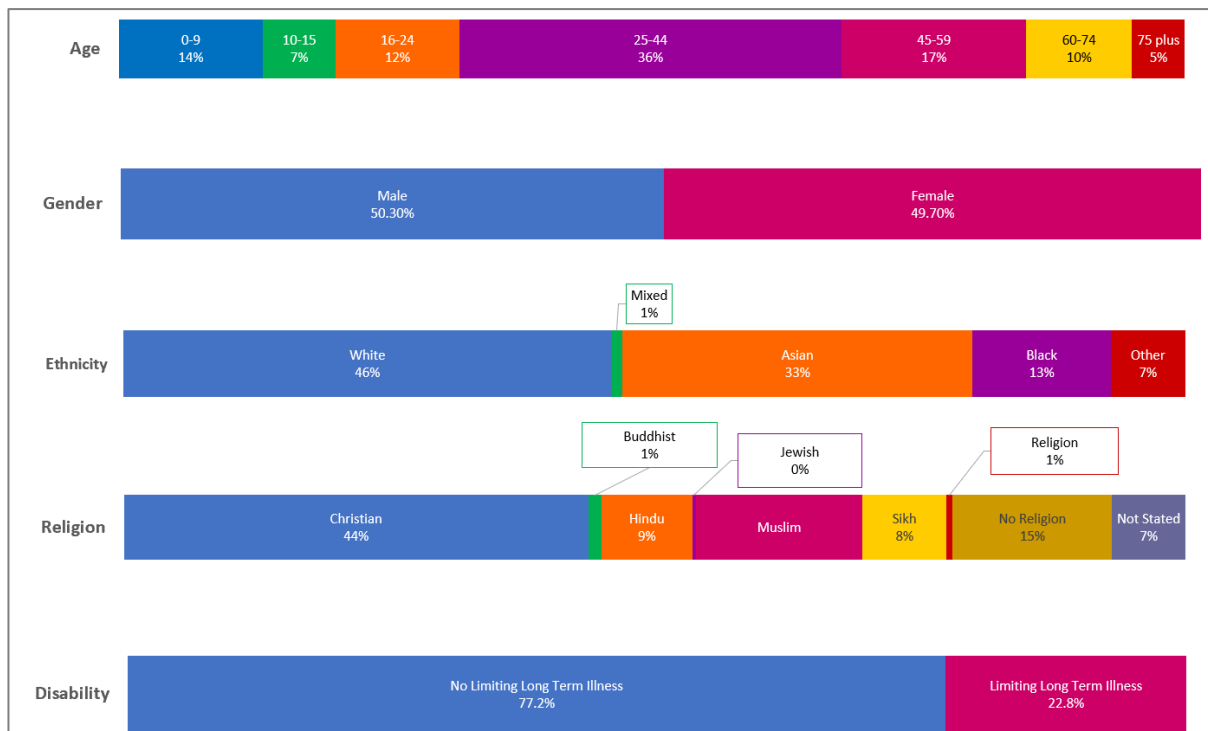 Age
0-9
14%
10-15
7%
16-24
12%
25-44
36%
45-59
17%
60-74
10%
75 plus
5%
Gender
Male
50.30%
Female
49.70%
Ethnicity
White
46%
Mixed
1%
Asian
33%
Black
13%
Other
7%
Religion
Christian
44%
Buddhist
1%
Hindu
9%
Jewish
0%
Muslim
Sikh
8%
Religion
1%
No Religion
15%
Not Stated
7%
Disability
No Limiting Long Term Illness
77.2%
Limiting Long Term Illness
22.8%